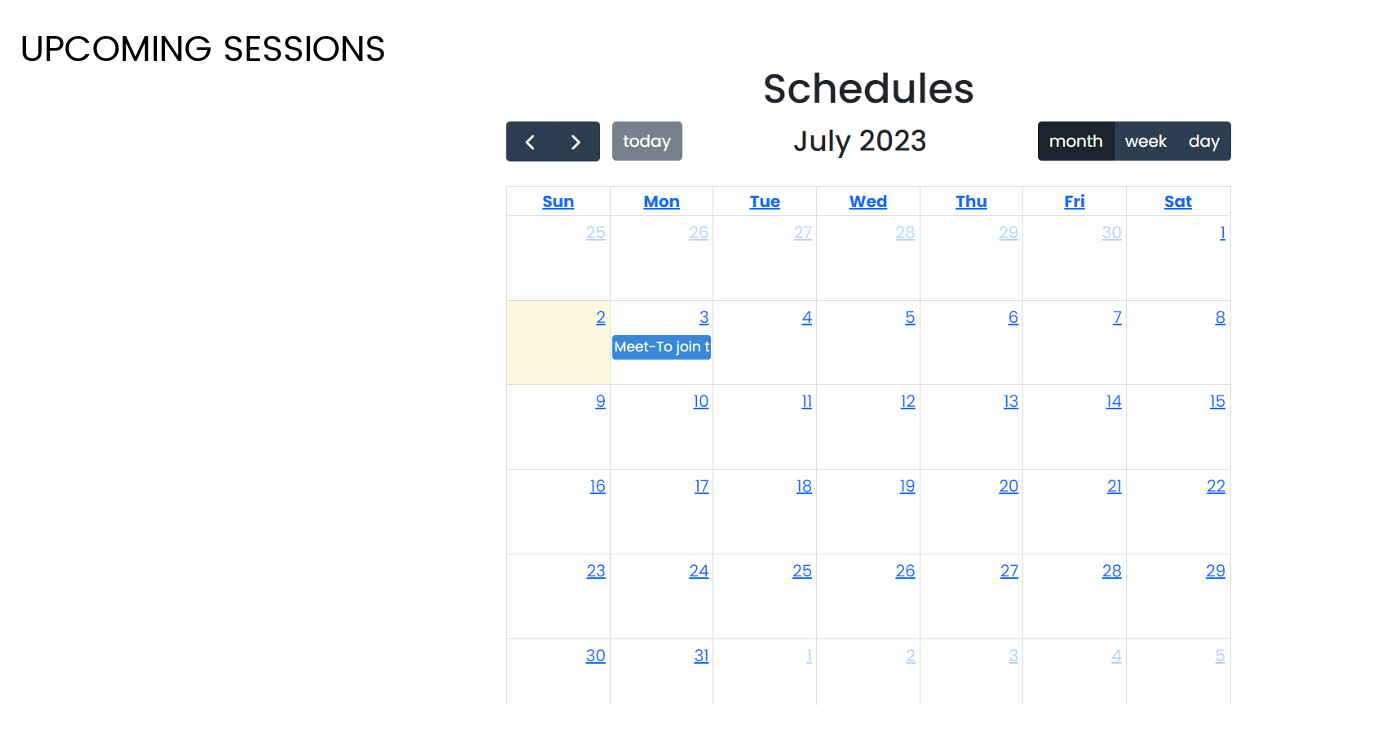 UPCOMING SESSIONS
Schedules
today
July 2023
month week day
Sun Mon Tue Wed Thu Fri Sat
25 26 27 28 29 30 1
2 3 4 5 6 7 8
Meet-To join t
9 10 11 12 13 14 15
16 17 18 19 20 21 22
23 24 25 26 27 28 29
30 31 1 2 3 4 5